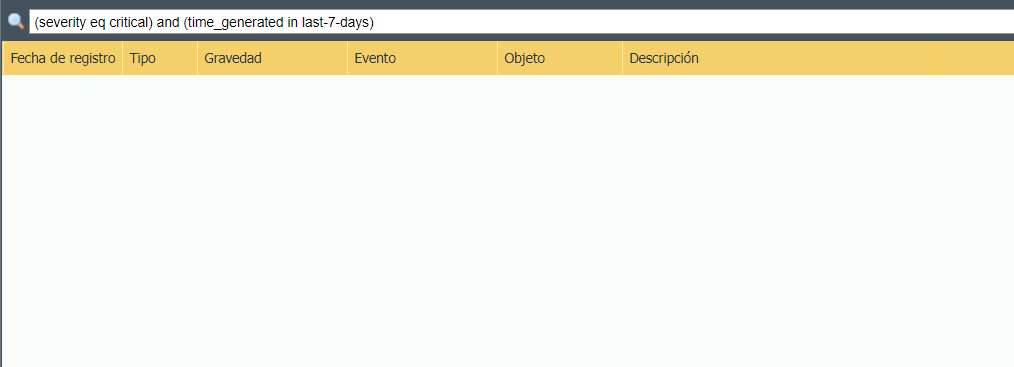 (severity eq critical) and (time_generated in last-7-days)
Fecha de registro Tipo Gravedad Evento Objeto Descripción